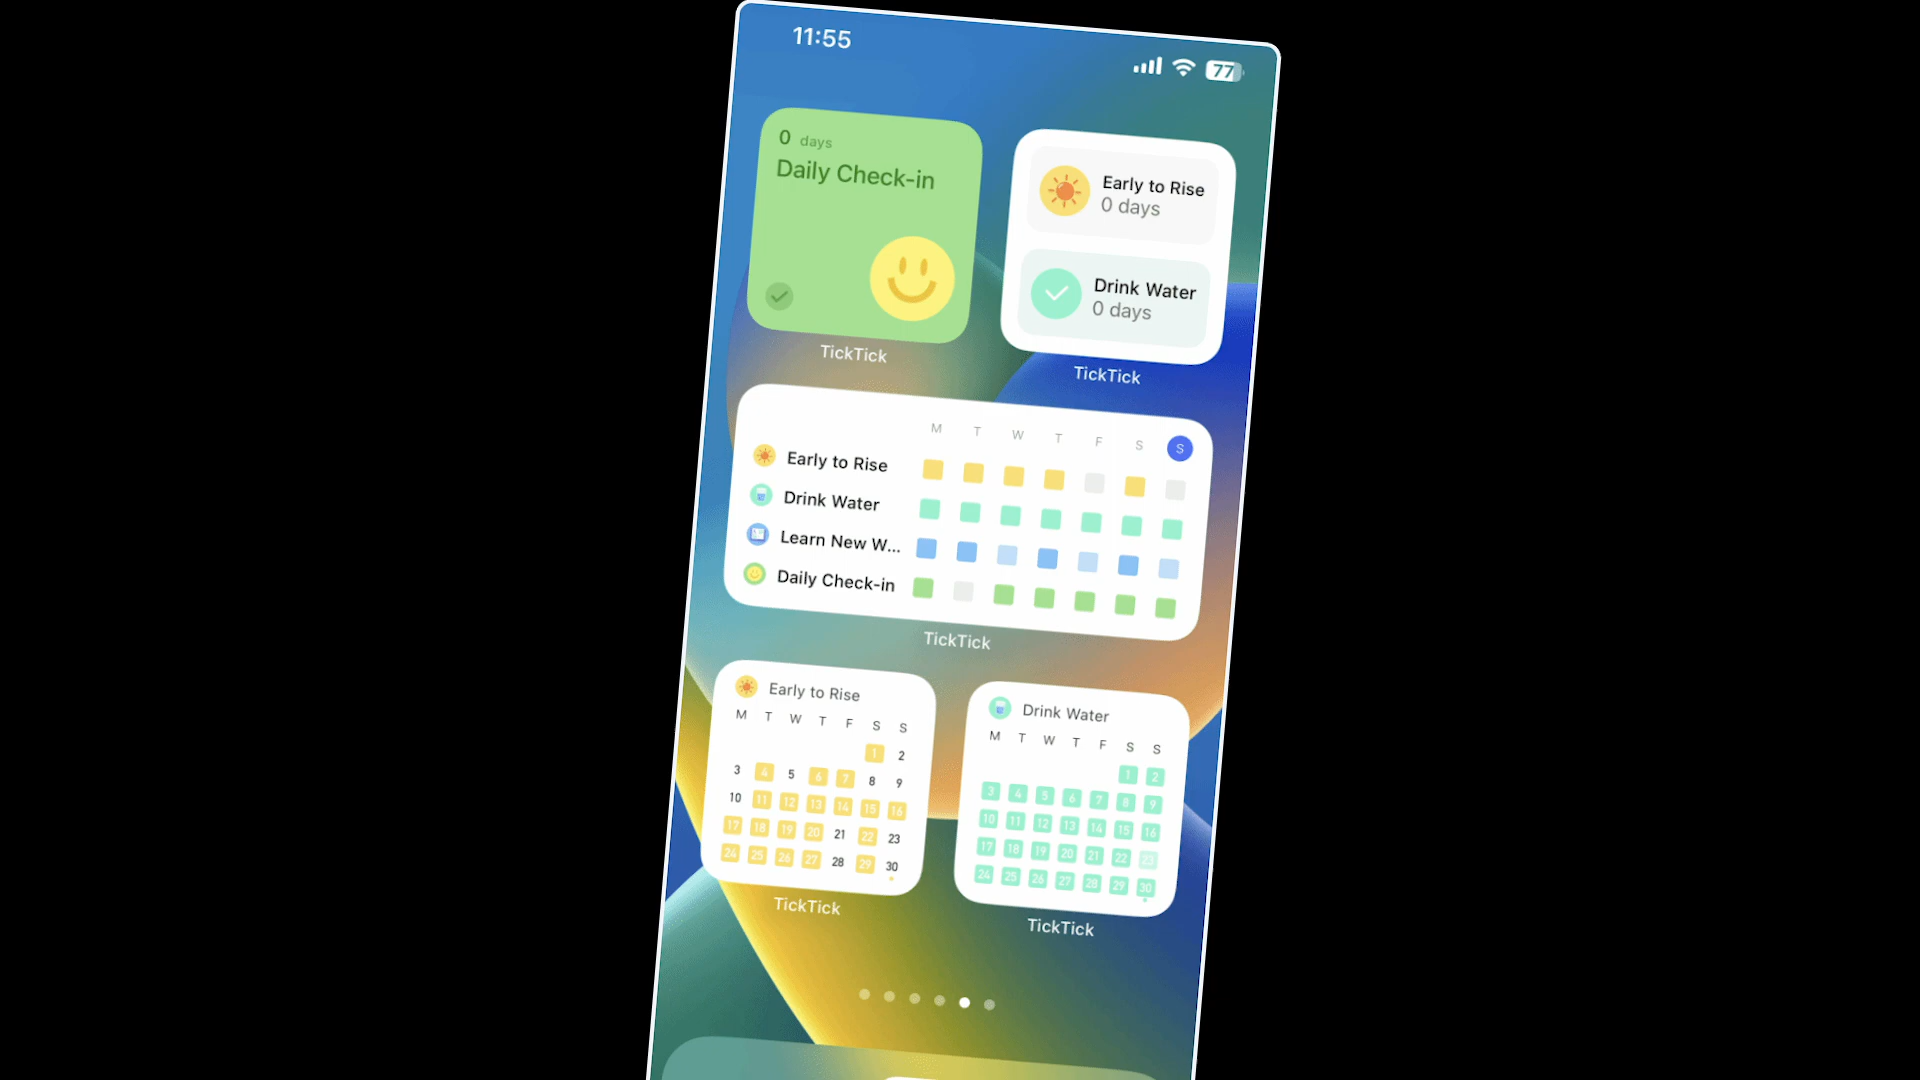 11:55
77
0 days
Daily Check-in
TickTick
Early to Rise
0 days
Drink Water
0 days
TickTick
M T W T F S S
Early to Rise
Drink Water
Learn New W...
Daily Check-in
TickTick
Early to Rise
M T W T F S S
1 2
3 4 5 6 7 8 9
10 11 12 13 14 15 16
17 18 19 20 21 22 23
24 25 26 27 28 29 30
TickTick
Drink Water
M T W T F S S
1 2
3 4 5 6 7 8 9
10 11 12 13 14 15 16
17 18 19 20 21 22 23
24 25 26 27 28 29 30
TickTick